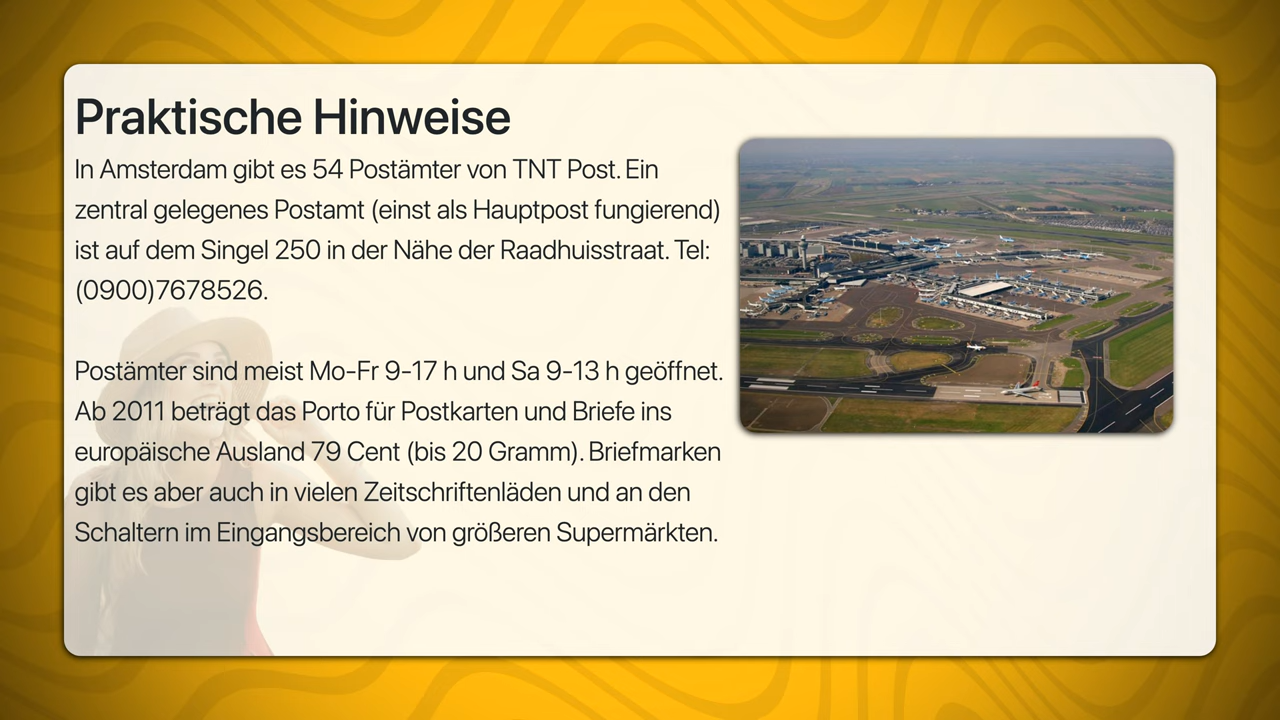 Praktische Hinweise
In Amsterdam gibt es 54 Postämter von TNT Post. Ein
zentral gelegenes Postamt (einst als Hauptpost fungierend)
ist auf dem Singel 250 in der Nähe der Raadhuisstraat. Tel:
(0900)7678526.
Postämter sind meist Mo-Fr 9-17 h und Sa 9-13 h geöffnet.
Ab 2011 beträgt das Porto für Postkarten und Briefe ins
europäische Ausland 79 Cent (bis 20 Gramm). Briefmarken
gibt es aber auch in vielen Zeitschriftenläden und an den
Schaltern im Eingangsbereich von größeren Supermärkten.